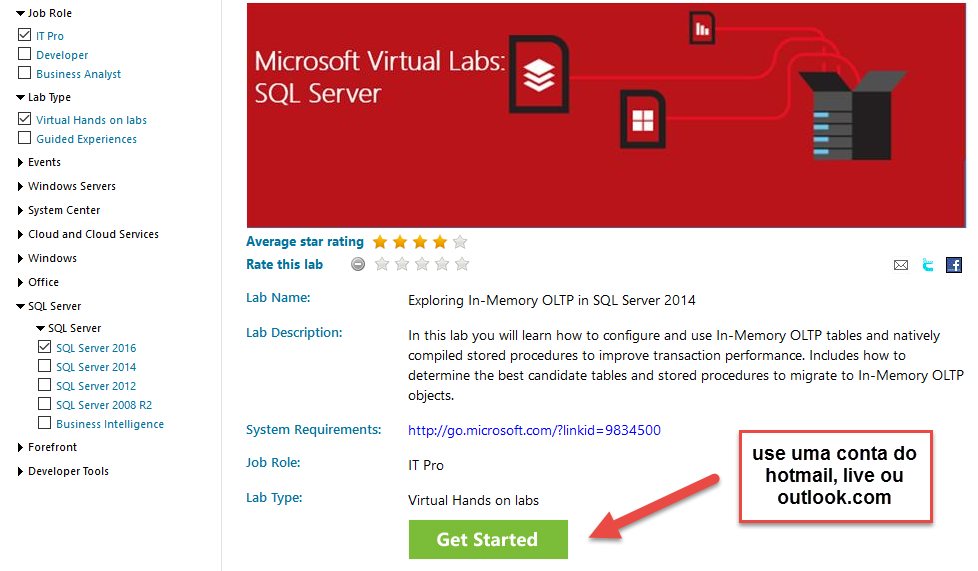 Job Role
IT Pro
Developer
Business Analyst
Lab Type
Virtual Hands on labs
Guided Experiences
Events
Windows Servers
System Center
Cloud and Cloud Services
Windows
Office
SQL Server
SQL Server
SQL Server 2016
SQL Server 2014
SQL Server 2012
SQL Server 2008 R2
Business Intelligence
Forefront
Developer Tools
Microsoft Virtual Labs:
SQL Server
Average star rating
Rate this lab
Lab Name:
Exploring In-Memory OLTP in SQL Server 2014
Lab Description:
In this lab you will learn how to configure and use In-Memory OLTP tables and natively
compiled stored procedures to improve transaction performance. Includes how to
determine the best candidate tables and stored procedures to migrate to In-Memory OLTP
objects.
System Requirements:
http://go.microsoft.com/?linkid=9834500
Job Role:
IT Pro
Lab Type:
Virtual Hands on labs
Get Started
use uma conta do
hotmail, live ou
outlook.com